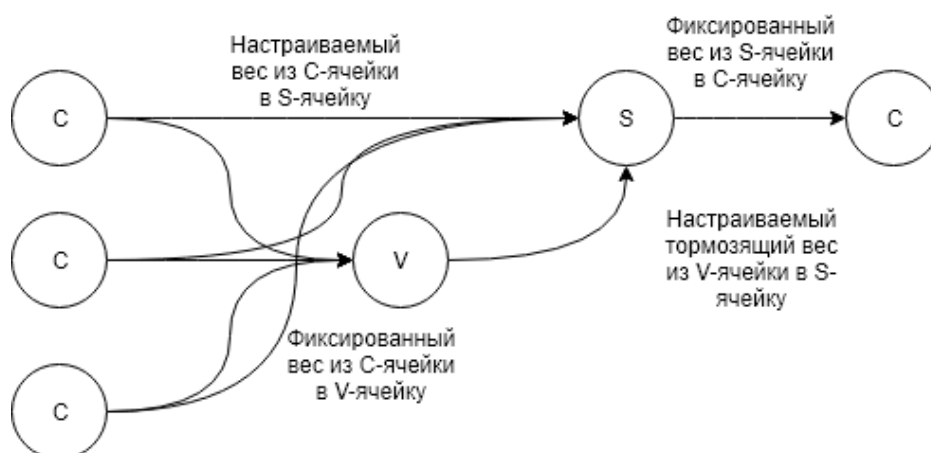 Настраиваемый
вес из С-ячейки
в S-ячейку
Фиксированный
вес из S-ячейки
в С-ячейку
С
S
С
С
V
Настраиваемый
тормозящий вес
из V-ячейки в S-
ячейку
Фиксированный
вес из С-ячейки
в V-ячейку
С